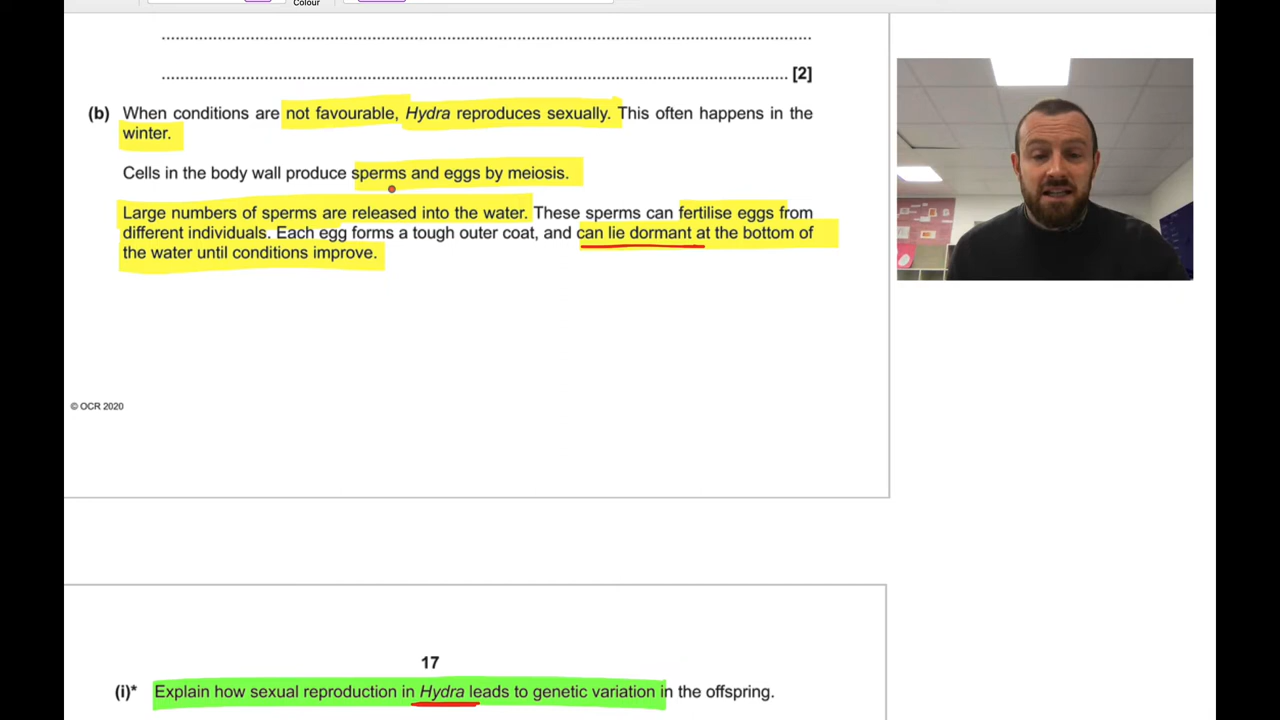 Colour
[2]
(b) When conditions are not favourable, Hydra reproduces sexually. This often happens in the
winter.
Cells in the body wall produce sperms and eggs by meiosis.
Large numbers of sperms are released into the water. These sperms can fertilise eggs from
different individuals. Each egg forms a tough outer coat, and can lie dormant at the bottom of
the water until conditions improve.
© OCR 2020
17
(i)* Explain how sexual reproduction in Hydra leads to genetic variation in the offspring.